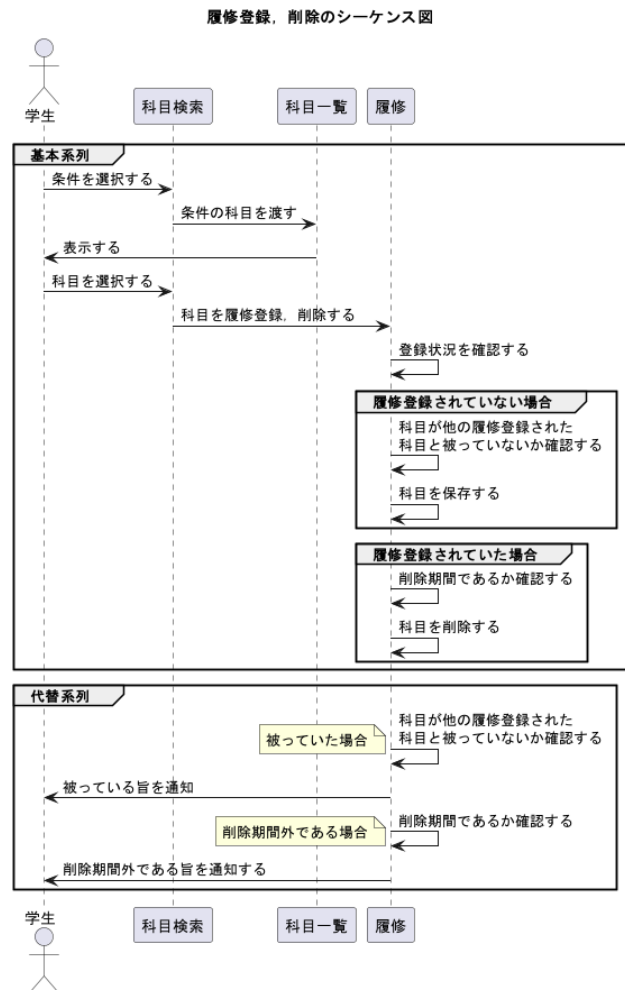 履修登録，削除のシーケンス図
学生
科目検索
科目一覧
履修
基本系列
条件を選択する
条件の科目を渡す
表示する
科目を選択する
科目を履修登録，削除する
登録状況を確認する
履修登録されていない場合
科目が他の履修登録された
科目と被っていないか確認する
科目を保存する
履修登録されていた場合
削除期間であるか確認する
科目を削除する
代替系列
科目が他の履修登録された
科目と被っていないか確認する
被っていた場合
被っている旨を通知
削除期間であるか確認する
削除期間外である場合
削除期間外である旨を通知する
学生
科目検索
科目一覧
履修